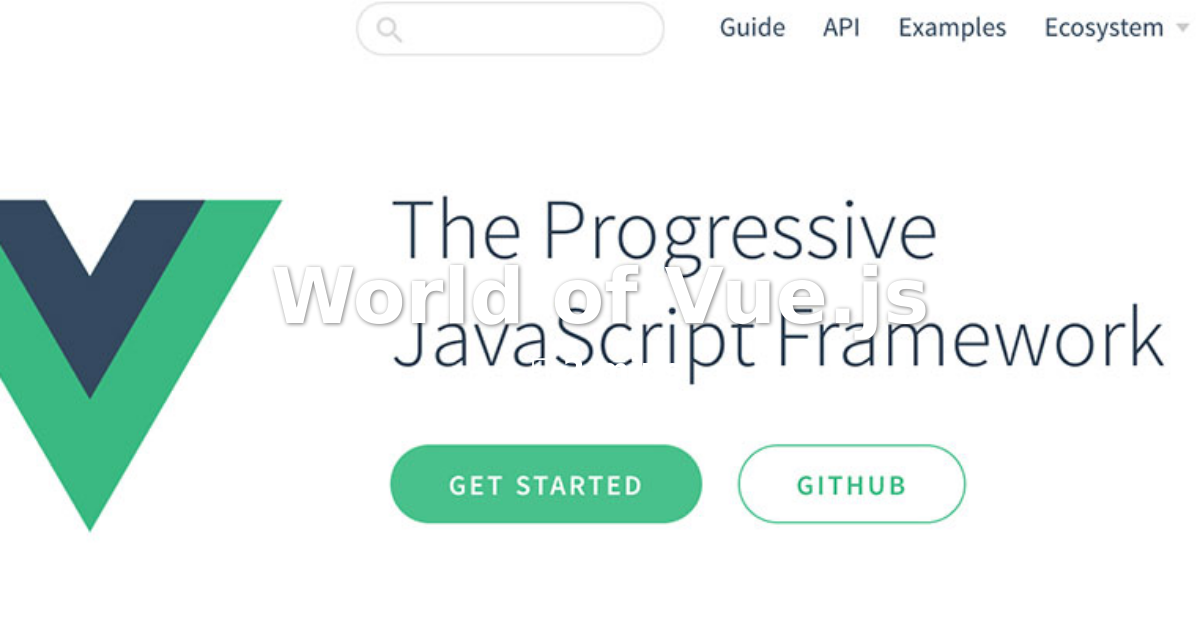 Guide API Examples Ecosystem
The Progressive
World of Vue.js
JavaScript Framework
GET STARTED GITHUB